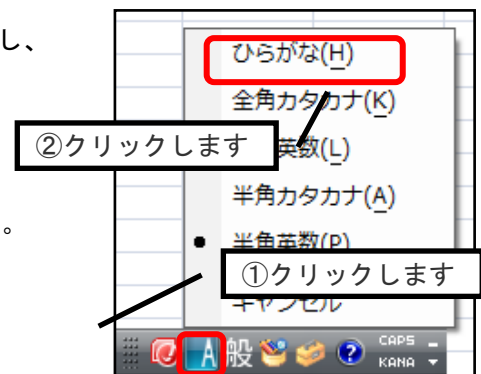 し、
ひらがな(H)
全角カタカナ(K)
②クリックします
英数(L)
半角カタカナ(A)
。
半角英数(P)
①クリックします
キャンセル
A 般 ? CAPS
KANA